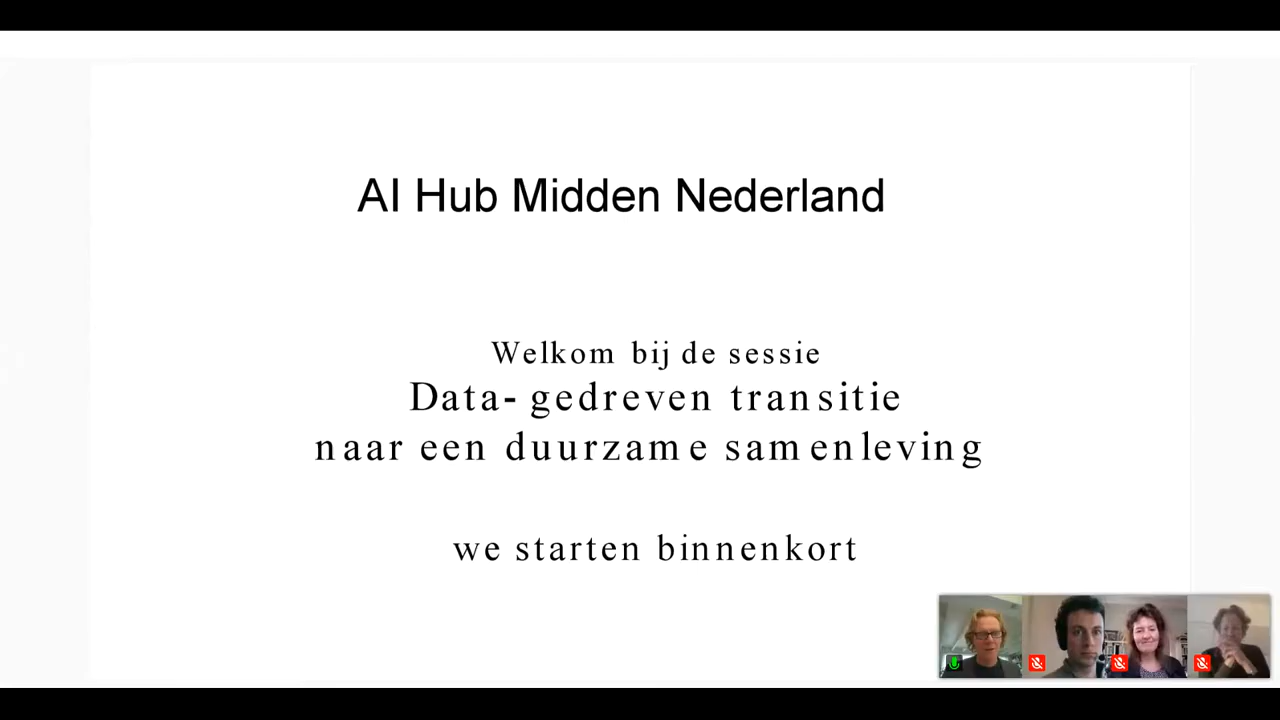 AI Hub Midden Nederland
Welkom bij de sessie
Data- gedreven transitie
naar een duurzame samenleving
we starten binnenkort